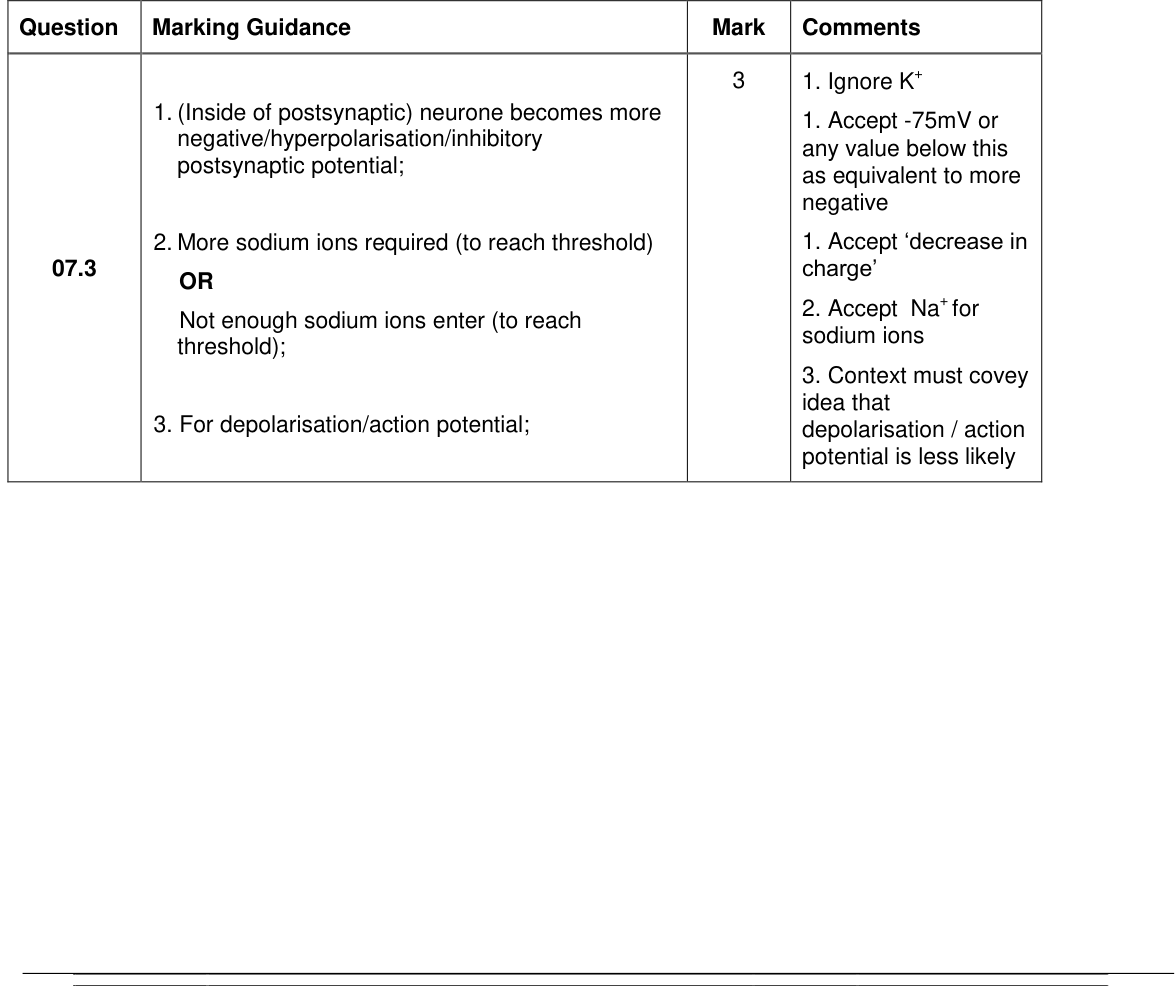 Question Marking Guidance Mark Comments
07.3
1. (Inside of postsynaptic) neurone becomes more
negative/hyperpolarisation/inhibitory
postsynaptic potential;
2. More sodium ions required (to reach threshold)
OR
Not enough sodium ions enter (to reach
threshold);
3. For depolarisation/action potential;
3
1. Ignore K⁺
1. Accept -75mV or
any value below this
as equivalent to more
negative
1. Accept ‘decrease in
charge’
2. Accept Na⁺ for
sodium ions
3. Context must covey
idea that
depolarisation / action
potential is less likely